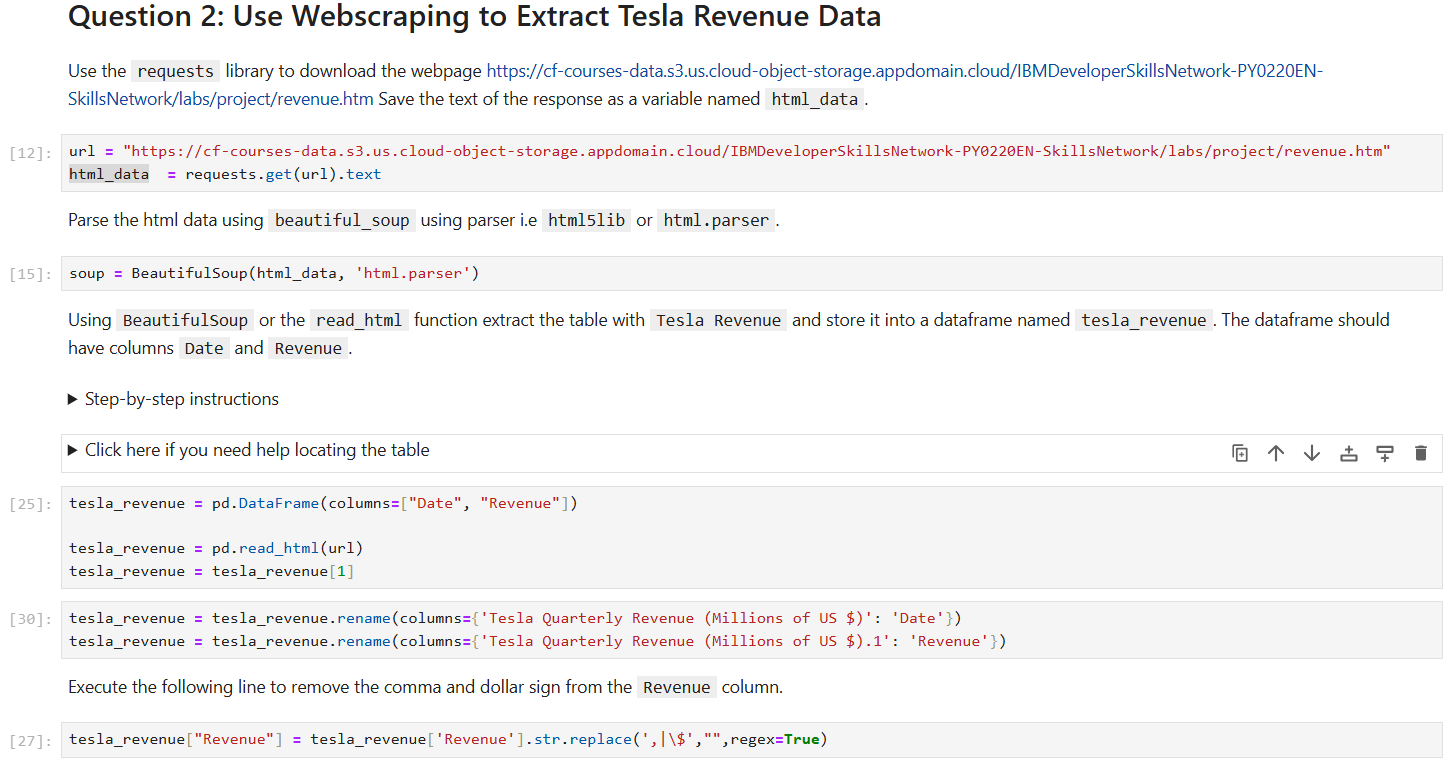 Question 2: Use Webscraping to Extract Tesla Revenue Data
Use the requests library to download the webpage https://cf-courses-data.s3.us.cloud-object-storage.appdomain.cloud/IBMDeveloperSkillsNetwork-PY0220EN-
SkillsNetwork/labs/project/revenue.htm Save the text of the response as a variable named html_data.
[12]: url = "https://cf-courses-data.s3.us.cloud-object-storage.appdomain.cloud/IBMDeveloperSkillsNetwork-PY0220EN-SkillsNetwork/labs/project/revenue.htm"
html_data  = requests.get(url).text
Parse the html data using beautiful_soup using parser i.e html5lib or html.parser.
[15]: soup = BeautifulSoup(html_data, 'html.parser')
Using BeautifulSoup or the read_html function extract the table with Tesla Revenue and store it into a dataframe named tesla_revenue. The dataframe should
have columns Date and Revenue.
Step-by-step instructions
Click here if you need help locating the table
[25]: tesla_revenue = pd.DataFrame(columns=["Date", "Revenue"])
tesla_revenue = pd.read_html(url)
tesla_revenue = tesla_revenue[1]
[30]: tesla_revenue = tesla_revenue.rename(columns={'Tesla Quarterly Revenue (Millions of US $)': 'Date'})
tesla_revenue = tesla_revenue.rename(columns={'Tesla Quarterly Revenue (Millions of US $).1': 'Revenue'})
Execute the following line to remove the comma and dollar sign from the Revenue column.
[27]: tesla_revenue["Revenue"] = tesla_revenue['Revenue'].str.replace(',|\$',"",regex=True)